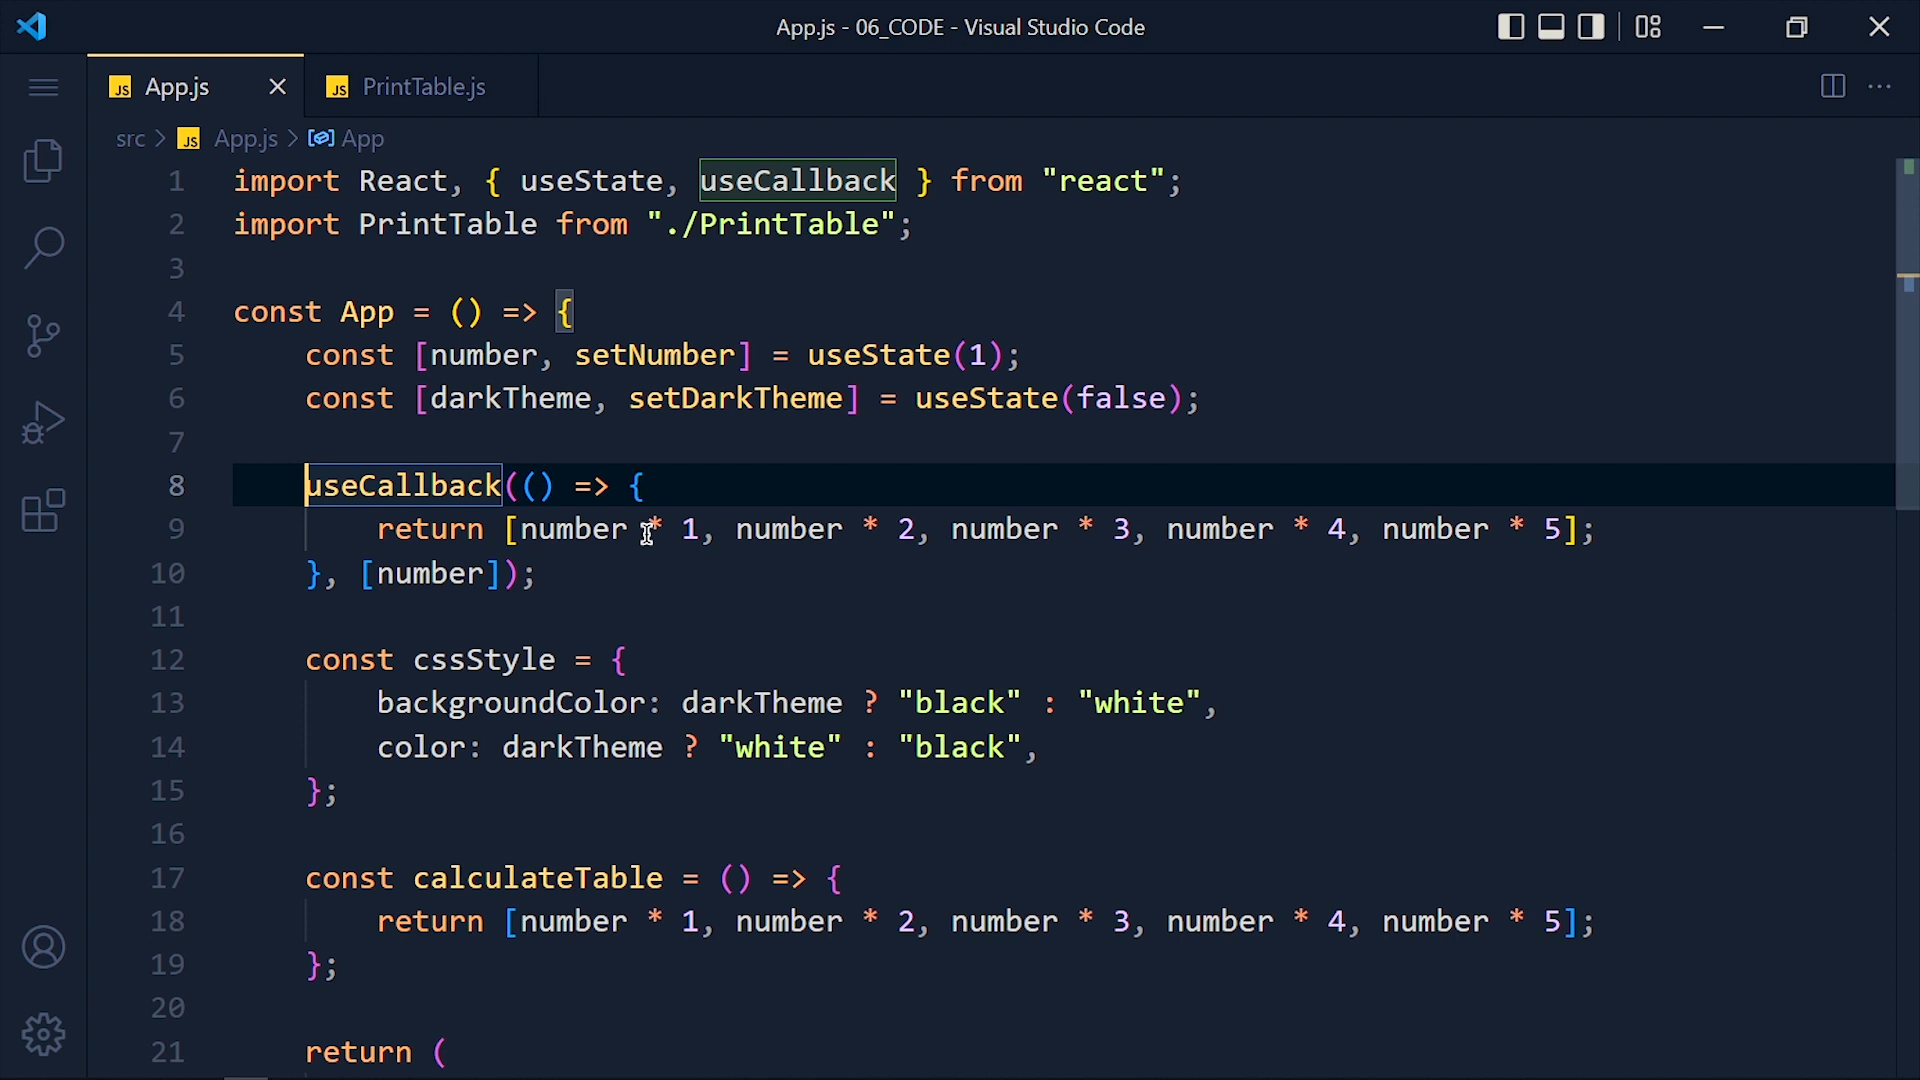 App.js - 06_CODE - Visual Studio Code
JS App.js
JS PrintTable.js
src > JS App.js > App
1 import React, { useState, useCallback } from "react";
2 import PrintTable from "./PrintTable";
3
4 const App = () => {
5 const [number, setNumber] = useState(1);
6 const [darkTheme, setDarkTheme] = useState(false);
7
8 useCallback(() => {
9 return [number * 1, number * 2, number * 3, number * 4, number * 5];
10 }, [number]);
11
12 const cssStyle = {
13 backgroundColor: darkTheme ? "black" : "white",
14 color: darkTheme ? "white" : "black",
15 };
16
17 const calculateTable = () => {
18 return [number * 1, number * 2, number * 3, number * 4, number * 5];
19 };
20
21 return (